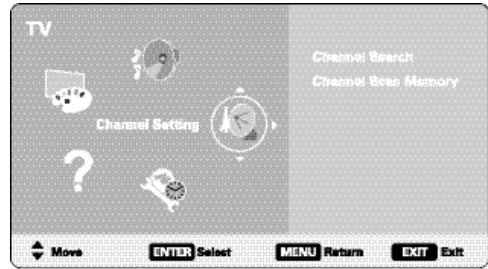 TV
Channel Search
Channel Scan Memory
Channel Setting
?
Move ENTER Select MENU Return EXIT Exit